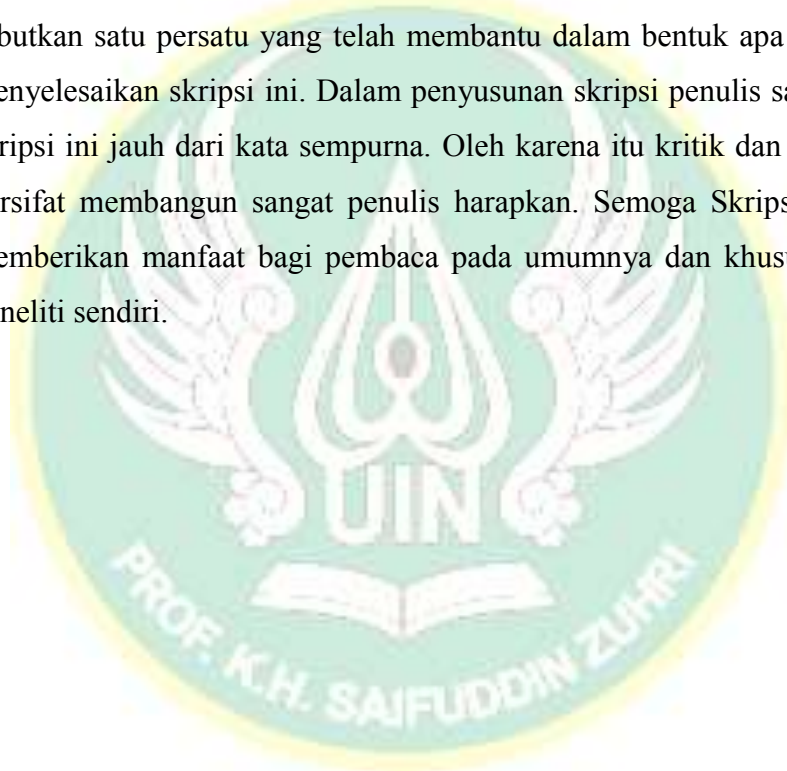 butkan satu persatu yang telah membantu dalam bentuk apa
enyelesaikan skripsi ini. Dalam penyusunan skripsi penulis sa
ripsi ini jauh dari kata sempurna. Oleh karena itu kritik dan
rsifat membangun sangat penulis harapkan. Semoga Skrips
emberikan manfaat bagi pembaca pada umumnya dan khusu
neliti sendiri.
UIN
PROF. K.H. SAIFUDDIN ZUHRI